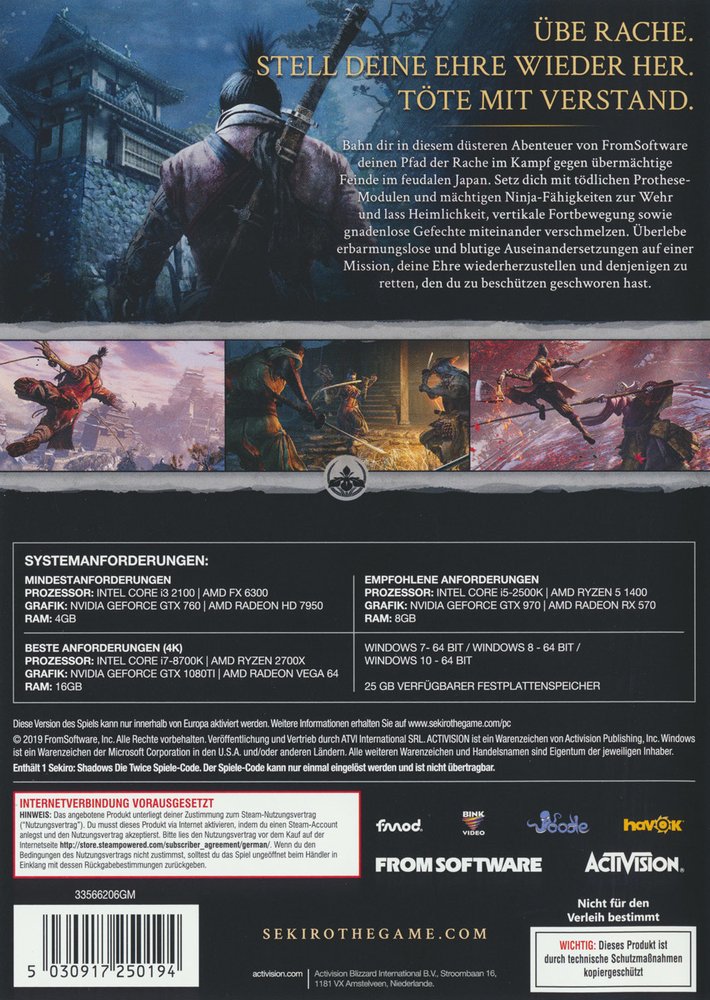 ÜBE RACHE.
STELL DEINE EHRE WIEDER HER.
TÖTE MIT VERSTAND.
Bahn dir in diesem düsteren Abenteuer von FromSoftware
deinen Pfad der Rache im Kampf gegen übermächtige
Feinde im feudalen Japan. Setz dich mit tödlichen Prothese-
Modulen und mächtigen Ninja-Fähigkeiten zur Wehr
und lass Heimlichkeit, vertikale Fortbewegung sowie
gnadenlose Gefechte miteinander verschmelzen. Überlebe
erbarmungslose und blutige Auseinandersetzungen auf einer
Mission, deine Ehre wiederherzustellen und denjenigen zu
retten, den du zu beschützen geschworen hast.
SYSTEMANFORDERUNGEN:
MINDESTANFORDERUNGEN
PROZESSOR: INTEL CORE i3 2100 | AMD FX 6300
GRAFIK: NVIDIA GEFORCE GTX 760 | AMD RADEON HD 7950
RAM: 4GB
EMPFOHLENE ANFORDERUNGEN
PROZESSOR: INTEL CORE i5-2500K | AMD RYZEN 5 1400
GRAFIK: NVIDIA GEFORCE GTX 970 | AMD RADEON RX 570
RAM: 8GB
BESTE ANFORDERUNGEN (4K)
PROZESSOR: INTEL CORE i7-8700K | AMD RYZEN 2700X
GRAFIK: NVIDIA GEFORCE GTX 1080TI | AMD RADEON VEGA 64
RAM: 16GB
WINDOWS 7- 64 BIT / WINDOWS 8 - 64 BIT /
WINDOWS 10 - 64 BIT
25 GB VERFÜGBARER FESTPLATTENSPEICHER
Diese Version des Spiels kann nur innerhalb von Europa aktiviert werden. Weitere Informationen erhalten Sie auf www.sekirothegame.com/pc
© 2019 FromSoftware, Inc. Alle Rechte vorbehalten. Veröffentlichung und Vertrieb durch ATVI International SRL. ACTIVISION ist ein Warenzeichen von Activision Publishing, Inc. Windows
ist ein Warenzeichen der Microsoft Corporation in den U.S.A. und/oder anderen Ländern. Alle weiteren Warenzeichen und Handelsnamen sind Eigentum der jeweiligen Inhaber.
Enthält 1 Sekiro: Shadows Die Twice Spiele-Code. Der Spiele-Code kann nur einmal eingelöst werden und ist nicht übertragbar.
INTERNETVERBINDUNG VORAUSGESETZT
HINWEIS: Das angebotene Produkt unterliegt deiner Zustimmung zum Steam-Nutzungsvertrag
("Nutzungsvertrag"). Du musst dieses Produkt via Internet aktivieren, indem du einen Steam-Account
anlegst und den Nutzungsvertrag akzeptierst. Bitte lies den Nutzungsvertrag vor dem Kauf auf der
Internetseite http://store.steampowered.com/subscriber_agreement/german/. Wenn du den
Bedingungen des Nutzungsvertrags nicht zustimmst, solltest du das Spiel ungeöffnet beim Händler in
Einklang mit dessen Rückgabebestimmungen zurückgeben.
fmod
BINK
VIDEO
oodle
havok
FROMSOFTWARE
ACTIVISION
33566206GM
5 030917 250194
SEKIROTHEGAME.COM
activision.com
Activision Blizzard International B.V., Stroombaan 16,
1181 VX Amstelveen, Niederlande.
Nicht für den
Verleih bestimmt
WICHTIG: Dieses Produkt ist
durch technische Schutzmaßnahmen
kopiergeschützt